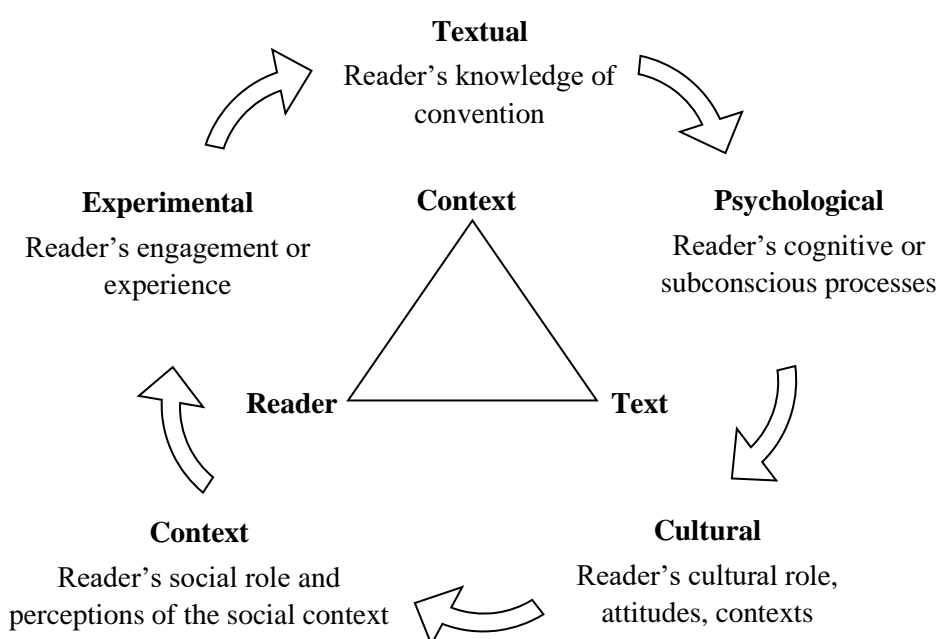 Textual
Reader’s knowledge of
convention
Experimental
Reader’s engagement or
experience
Context
Psychological
Reader’s cognitive or
subconscious processes
Reader
Text
Context
Reader’s social role and
perceptions of the social context
Cultural
Reader’s cultural role,
attitudes, contexts